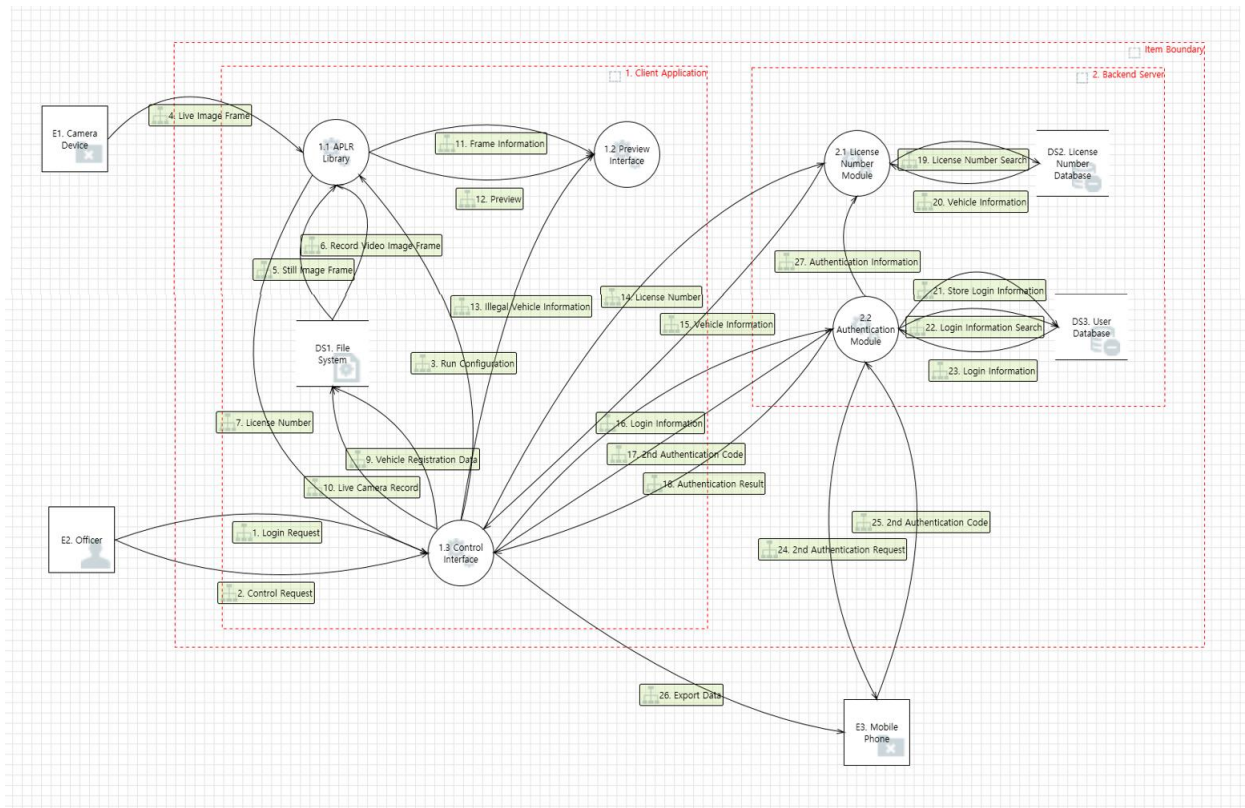 Item Boundary
1. Client Application
2. Backend Server
E1. Camera
Device
4. Live Image Frame
1.1 APLR
Library
11. Frame Information
1.2 Preview
Interface
12. Preview
2.1 License
Number
Module
19. License Number Search
20. Vehicle Information
DS2. License
Number
Database
6. Record Video Image Frame
5. Still Image Frame
27. Authentication Information
13. Illegal Vehicle Information
14. License Number
15. Vehicle Information
21. Store Login Information
22. Login Information Search
23. Login Information
2.2
Authentication
Module
DS3. User
Database
DS1. File
System
3. Run Configuration
7. License Number
9. Vehicle Registration Data
10. Live Camera Record
16. Login Information
17. 2nd Authentication Code
18. Authentication Result
E2. Officer
1. Login Request
2. Control Request
1.3 Control
Interface
25. 2nd Authentication Code
24. 2nd Authentication Request
26. Export Data
E3. Mobile
Phone